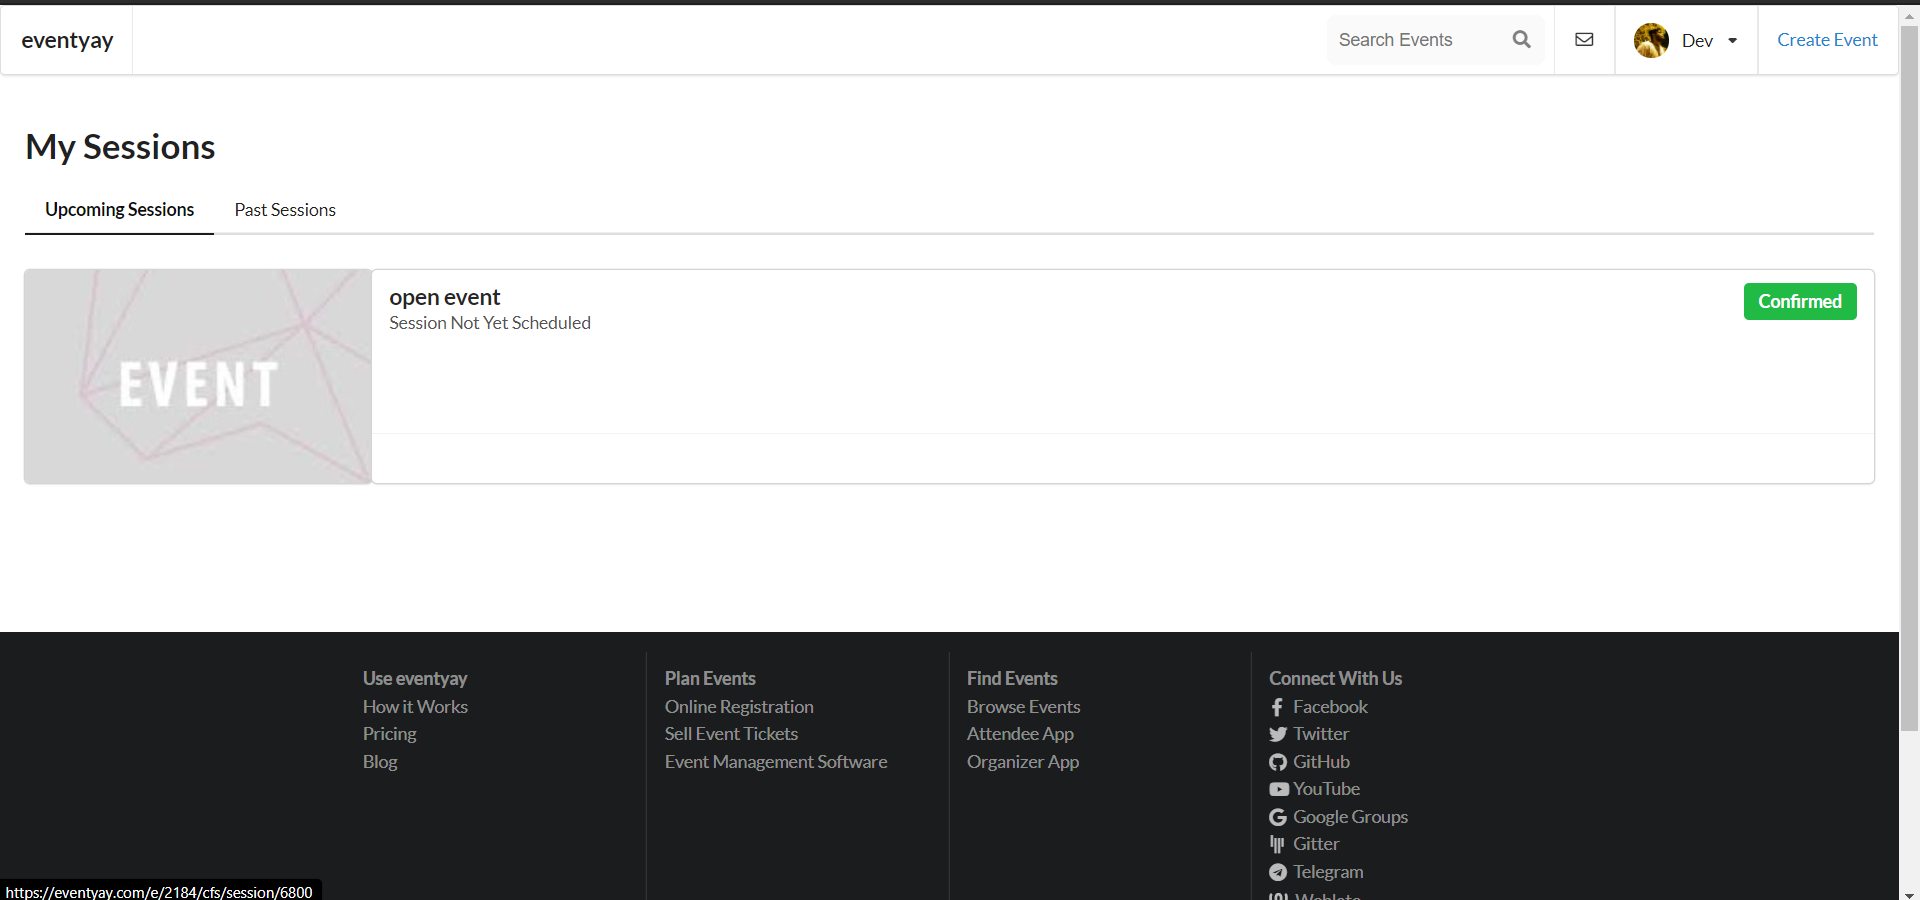 eventyay
Search Events
Dev
Create Event
My Sessions
Upcoming Sessions
Past Sessions
EVENT
open event
Session Not Yet Scheduled
Confirmed
Use eventyay
How it Works
Pricing
Blog
Plan Events
Online Registration
Sell Event Tickets
Event Management Software
Find Events
Browse Events
Attendee App
Organizer App
Connect With Us
Facebook
Twitter
GitHub
YouTube
Google Groups
Gitter
Telegram
Weblate
https://eventyay.com/e/2184/cfs/session/6800